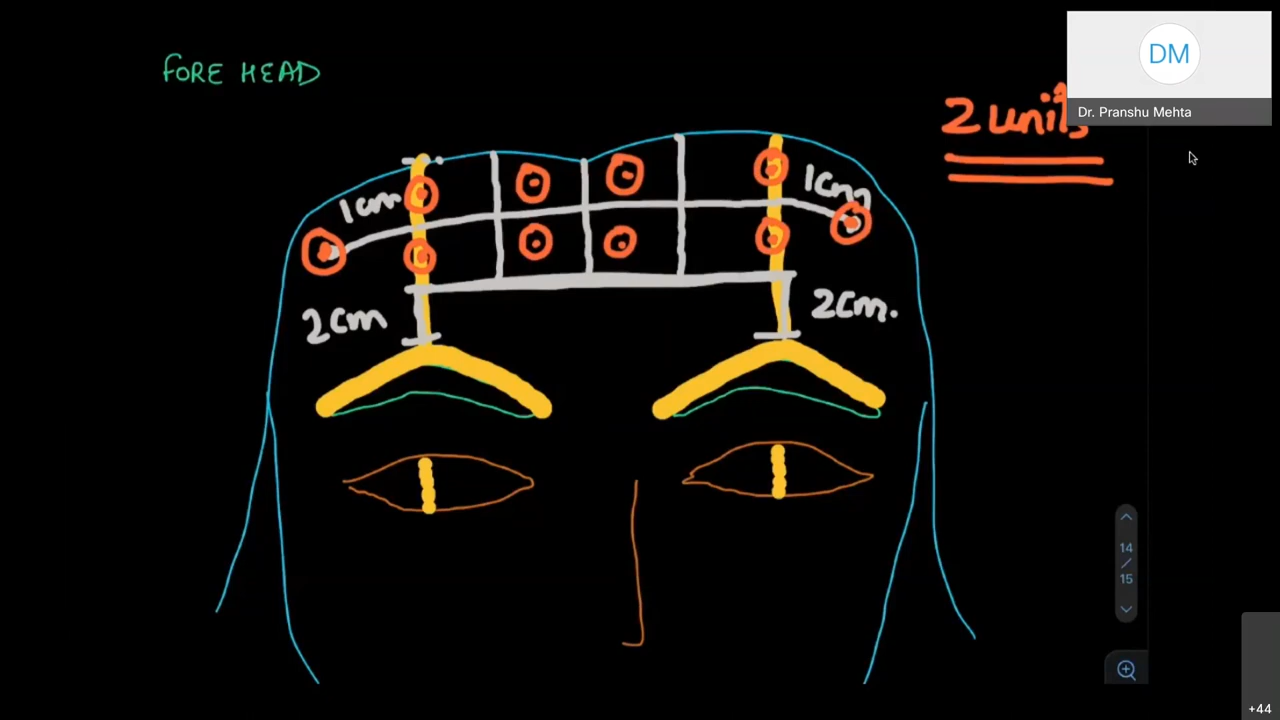 FORE HEAD
DM
Dr. Pranshu Mehta
2 units
1cm
1cm
2cm
2cm.
14
/
15
+44